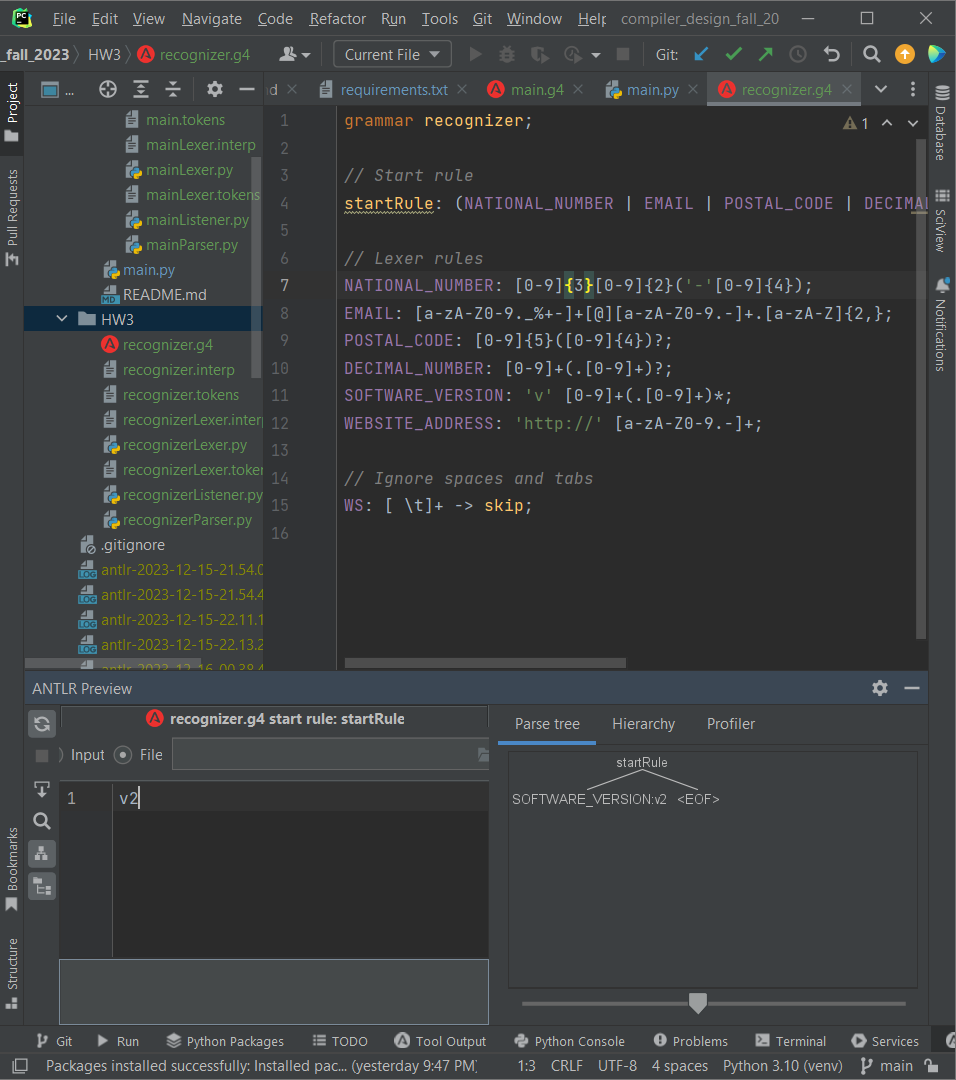 File Edit View Navigate Code Refactor Run Tools Git Window Help compiler_design_fall_20
_fall_2023 HW3 recognizer.g4 Current File Git:
Project
Pull Requests
Bookmarks
Structure
...
main.tokens
mainLexer.interp
mainLexer.py
mainLexer.tokens
mainListener.py
mainParser.py
main.py
README.md
HW3
recognizer.g4
recognizer.interp
recognizer.tokens
recognizerLexer.inter
recognizerLexer.py
recognizerLexer.toker
recognizerListener.py
recognizerParser.py
.gitignore
antlr-2023-12-15-21.54.0
antlr-2023-12-15-21.54.4
antlr-2023-12-15-22.11.1
antlr-2023-12-15-22.13.2
antlr-2023-12-16-00.38.4
d requirements.txt main.g4 main.py recognizer.g4
1
1 grammar recognizer;
2
3 // Start rule
4 startRule: (NATIONAL_NUMBER | EMAIL | POSTAL_CODE | DECIMAL
5
6 // Lexer rules
7 NATIONAL_NUMBER: [0-9]{3}[0-9]{2}('-'[0-9]{4});
8 EMAIL: [a-zA-Z0-9._%+-]+[@][a-zA-Z0-9.-]+.[a-zA-Z]{2,};
9 POSTAL_CODE: [0-9]{5}([0-9]{4})?;
10 DECIMAL_NUMBER: [0-9]+(.[0-9]+)?;
11 SOFTWARE_VERSION: 'v' [0-9]+(.[0-9]+)*;
12 WEBSITE_ADDRESS: 'http://' [a-zA-Z0-9.-]+;
13
14 // Ignore spaces and tabs
15 WS: [ \t]+ -> skip;
16
Database
SciView
Notifications
ANTLR Preview
recognizer.g4 start rule: startRule
Input File
1 v2
Parse tree Hierarchy Profiler
startRule
SOFTWARE_VERSION:v2 <EOF>
Git Run Python Packages TODO Tool Output Python Console Problems Terminal Services
Packages installed successfully: Installed pac... (yesterday 9:47 PM) 1:3 CRLF UTF-8 4 spaces Python 3.10 (venv) main